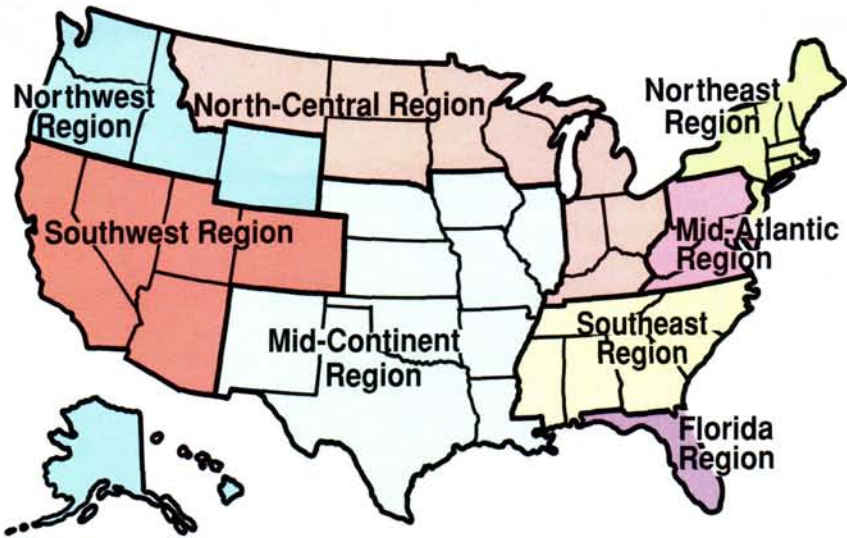 Northwest
Region
North-Central Region
Northeast
Region
Southwest Region
Mid-Atlantic
Region
Mid-Continent
Region
Southeast
Region
Florida
Region